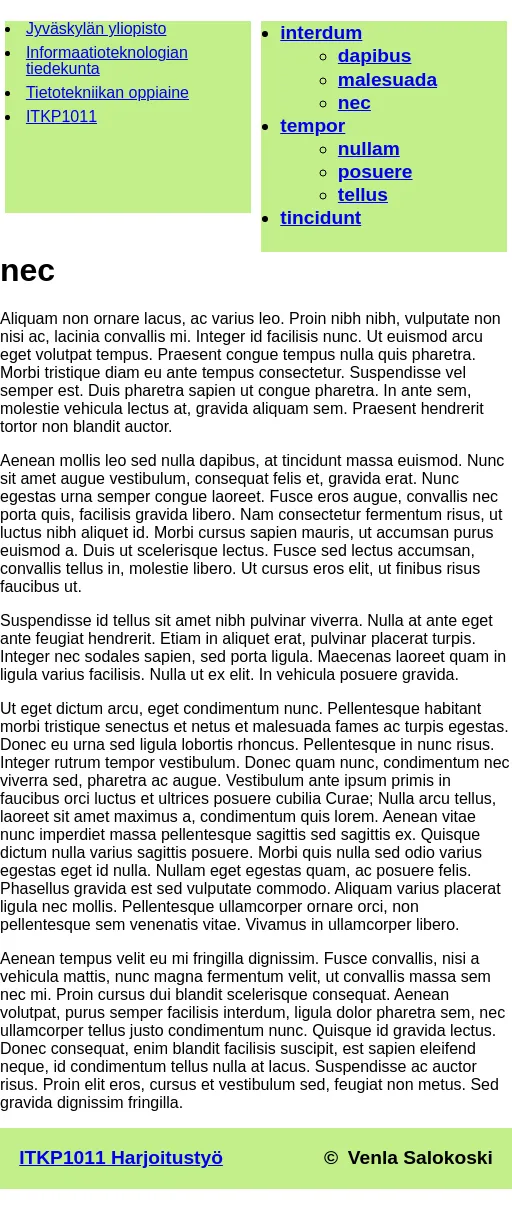 Jyväskylän yliopisto
Informaatioteknologian
tiedekunta
Tietotekniikan oppiaine
ITKP1011
interdum
dapibus
malesuada
nec
tempor
nullam
posuere
tellus
tincidunt
nec
Aliquam non ornare lacus, ac varius leo. Proin nibh nibh, vulputate non
nisi ac, lacinia convallis mi. Integer id facilisis nunc. Ut euismod arcu
eget volutpat tempus. Praesent congue tempus nulla quis pharetra.
Morbi tristique diam eu ante tempus consectetur. Suspendisse vel
semper est. Duis pharetra sapien ut congue pharetra. In ante sem,
molestie vehicula lectus at, gravida aliquam sem. Praesent hendrerit
tortor non blandit auctor.
Aenean mollis leo sed nulla dapibus, at tincidunt massa euismod. Nunc
sit amet augue vestibulum, consequat felis et, gravida erat. Nunc
egestas urna semper congue laoreet. Fusce eros augue, convallis nec
porta quis, facilisis gravida libero. Nam consectetur fermentum risus, ut
luctus nibh aliquet id. Morbi cursus sapien mauris, ut accumsan purus
euismod a. Duis ut scelerisque lectus. Fusce sed lectus accumsan,
convallis tellus in, molestie libero. Ut cursus eros elit, ut finibus risus
faucibus ut.
Suspendisse id tellus sit amet nibh pulvinar viverra. Nulla at ante eget
ante feugiat hendrerit. Etiam in aliquet erat, pulvinar placerat turpis.
Integer nec sodales sapien, sed porta ligula. Maecenas laoreet quam in
ligula varius facilisis. Nulla ut ex elit. In vehicula posuere gravida.
Ut eget dictum arcu, eget condimentum nunc. Pellentesque habitant
morbi tristique senectus et netus et malesuada fames ac turpis egestas.
Donec eu urna sed ligula lobortis rhoncus. Pellentesque in nunc risus.
Integer rutrum tempor vestibulum. Donec quam nunc, condimentum nec
viverra sed, pharetra ac augue. Vestibulum ante ipsum primis in
faucibus orci luctus et ultrices posuere cubilia Curae; Nulla arcu tellus,
laoreet sit amet maximus a, condimentum quis lorem. Aenean vitae
nunc imperdiet massa pellentesque sagittis sed sagittis ex. Quisque
dictum nulla varius sagittis posuere. Morbi quis nulla sed odio varius
egestas eget id nulla. Nullam eget egestas quam, ac posuere felis.
Phasellus gravida est sed vulputate commodo. Aliquam varius placerat
ligula nec mollis. Pellentesque ullamcorper ornare orci, non
pellentesque sem venenatis vitae. Vivamus in ullamcorper libero.
Aenean tempus velit eu mi fringilla dignissim. Fusce convallis, nisi a
vehicula mattis, nunc magna fermentum velit, ut convallis massa sem
nec mi. Proin cursus dui blandit scelerisque consequat. Aenean
volutpat, purus semper facilisis interdum, ligula dolor pharetra sem, nec
ullamcorper tellus justo condimentum nunc. Quisque id gravida lectus.
Donec consequat, enim blandit facilisis suscipit, est sapien eleifend
neque, id condimentum tellus nulla at lacus. Suspendisse ac auctor
risus. Proin elit eros, cursus et vestibulum sed, feugiat non metus. Sed
gravida dignissim fringilla.
ITKP1011 Harjoitustyö
© Venla Salokoski